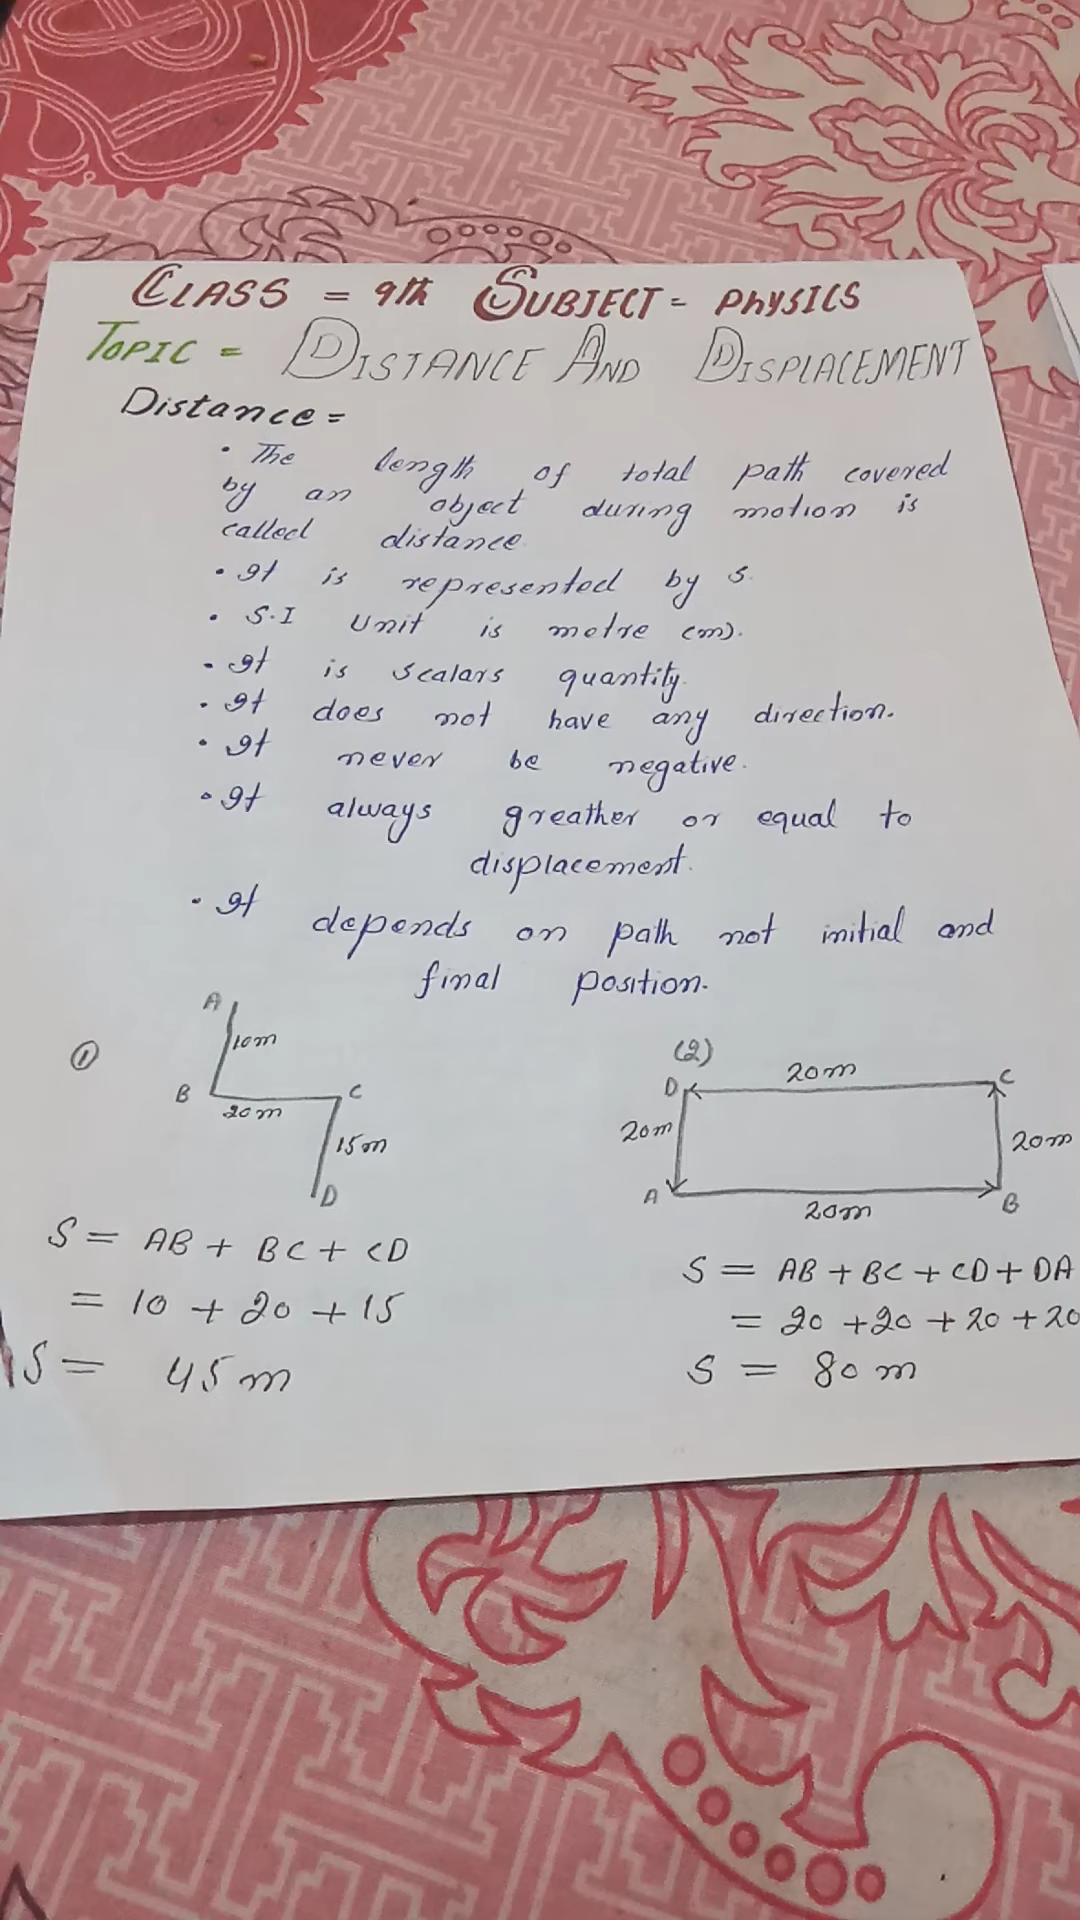 CLASS = 9th SUBJECT = PHYSICS
TOPIC = DISTANCE AND DISPLACEMENT
Distance =
• The length of total path covered
by an object during motion is
called distance.
• It is represented by s.
• S.I Unit is metre (m).
• It is scalars quantity.
• It does not have any direction.
• It never be negative.
• It always greather or equal to
displacement.
• It depends on path not initial and
final position.
①
A
10m
B
20m
C
15m
D
S = AB + BC + CD
= 10 + 20 + 15
S = 45 m
(2)
D
20m
C
20m
20m
A
20m
B
S = AB + BC + CD + DA
= 20 + 20 + 20 + 20
S = 80 m